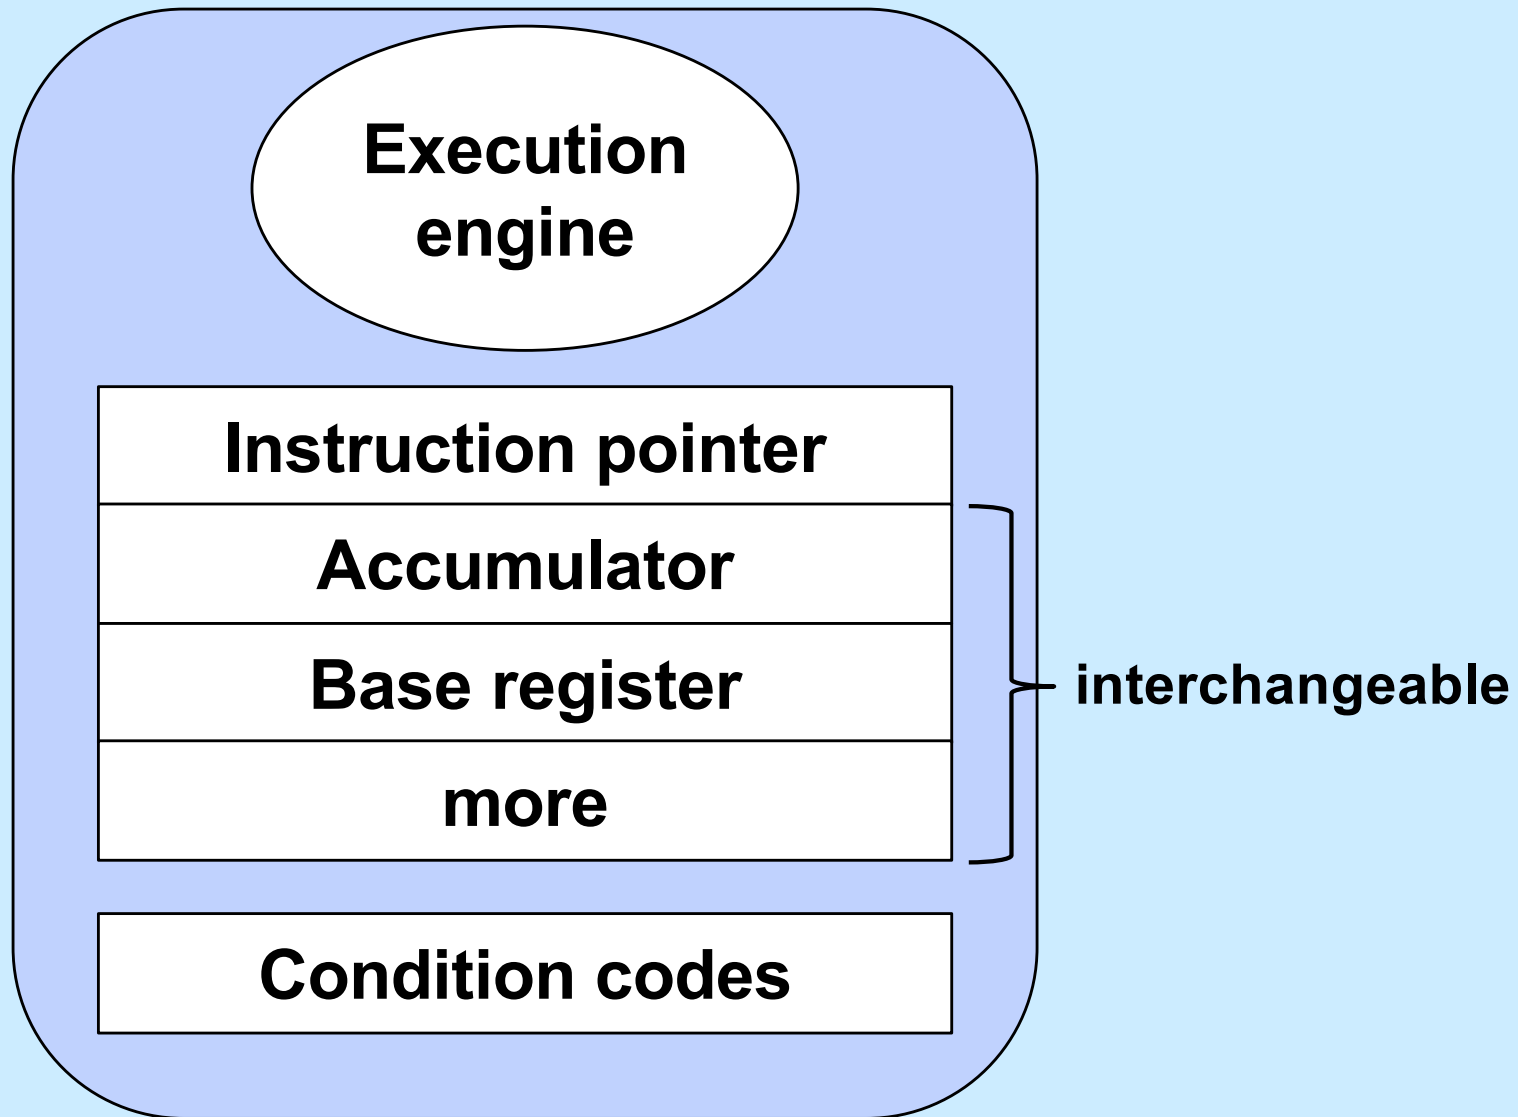 Execution
engine
Instruction pointer
Accumulator
Base register
interchangeable
more
Condition codes